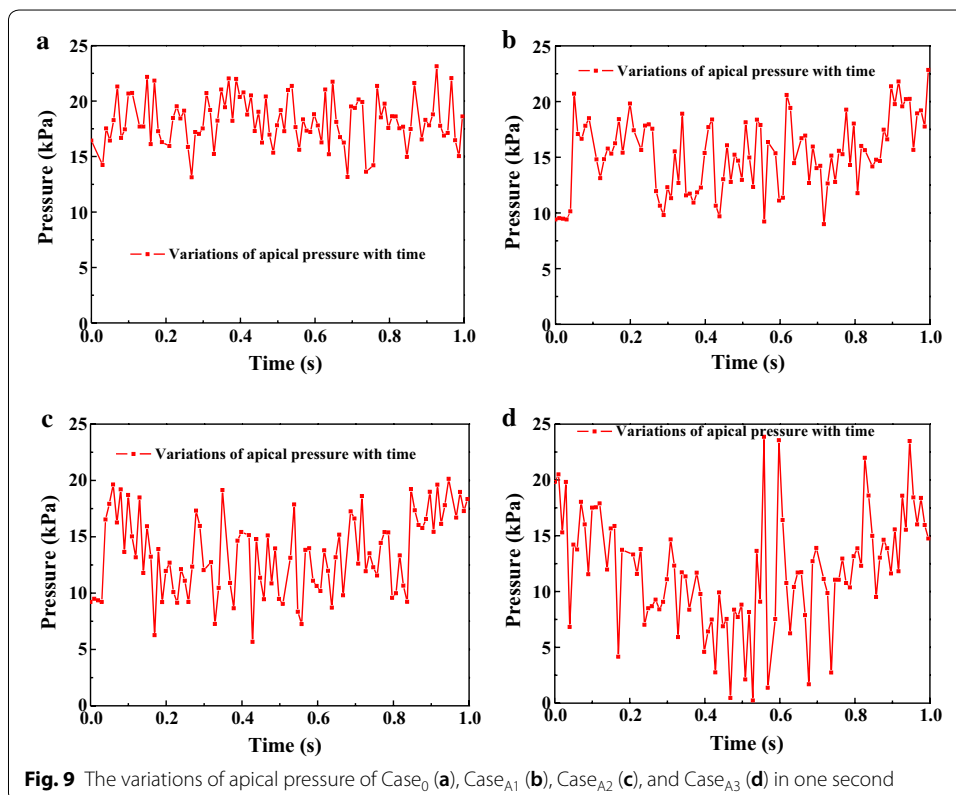 a
25
20
15
10
5
0
Pressure (kPa)
Variations of apical pressure with time
0.0 0.2 0.4 0.6 0.8 1.0
Time (s)
b
25
20
15
10
5
0
Pressure (kPa)
Variations of apical pressure with time
0.0 0.2 0.4 0.6 0.8 1.0
Time (s)
c
25
20
15
10
5
0
Pressure (kPa)
Variations of apical pressure with time
0.0 0.2 0.4 0.6 0.8 1.0
Time (s)
d
25
20
15
10
5
0
Pressure (kPa)
Variations of apical pressure with time
0.0 0.2 0.4 0.6 0.8 1.0
Time (s)
Fig. 9 The variations of apical pressure of Case0 (a), CaseA1 (b), CaseA2 (c), and CaseA3 (d) in one second